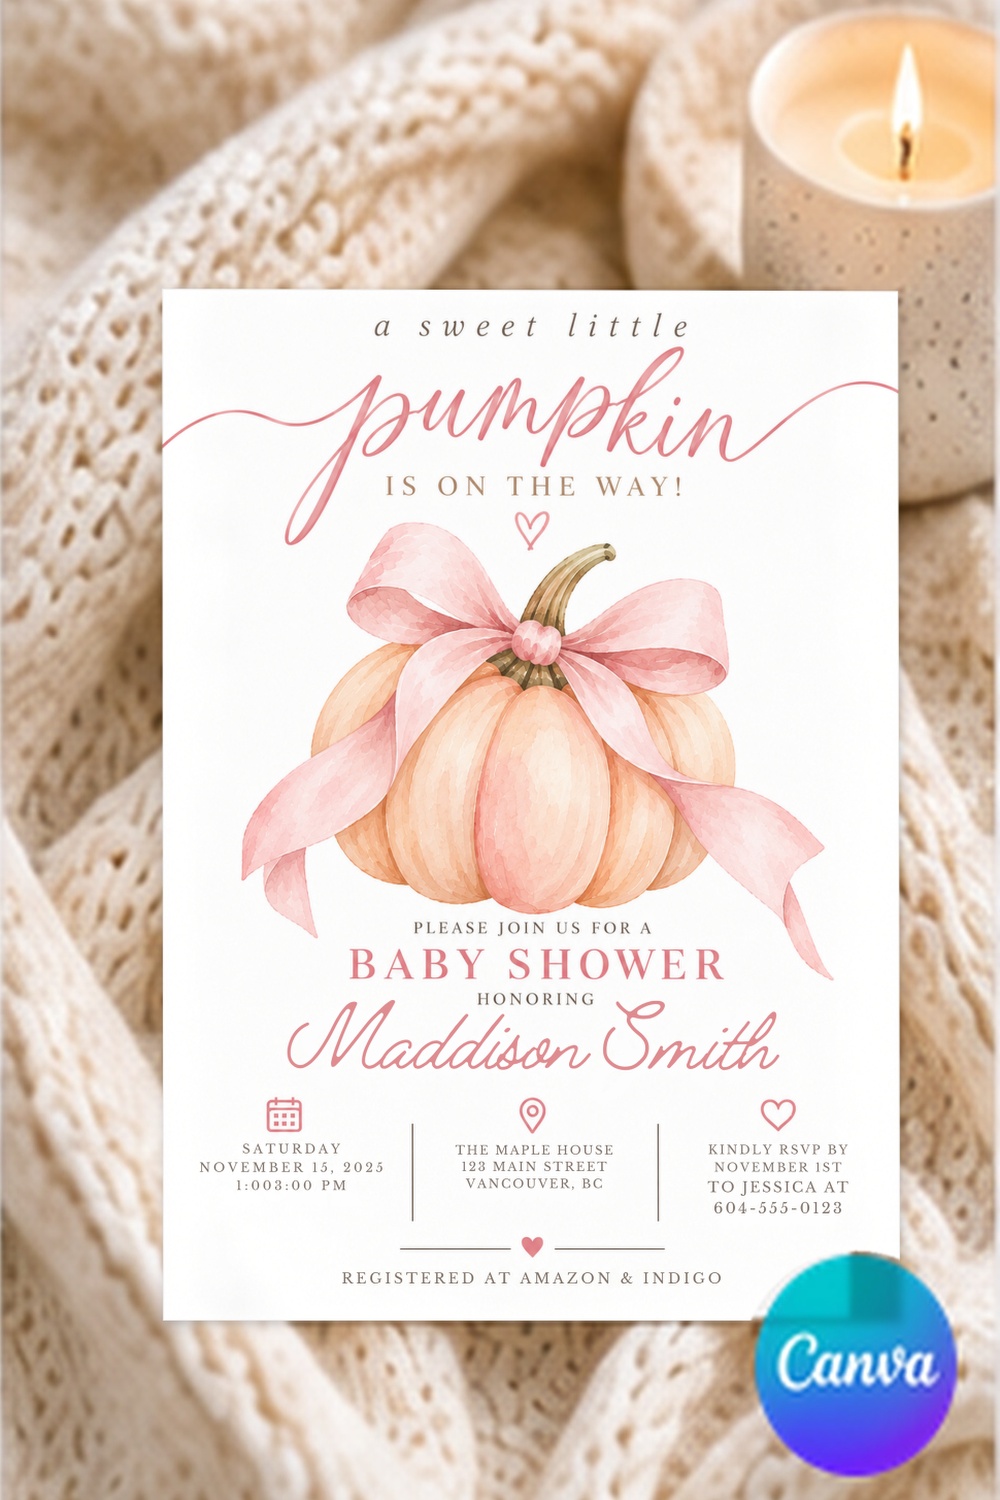 a sweet little
pumpkin
IS ON THE WAY!
PLEASE JOIN US FOR A
BABY SHOWER
HONORING
Maddison Smith
SATURDAY
NOVEMBER 15, 2025
1:003:00 PM
THE MAPLE HOUSE
123 MAIN STREET
VANCOUVER, BC
KINDLY RSVP BY
NOVEMBER 1ST
TO JESSICA AT
604-555-0123
REGISTERED AT AMAZON & INDIGO
Canva